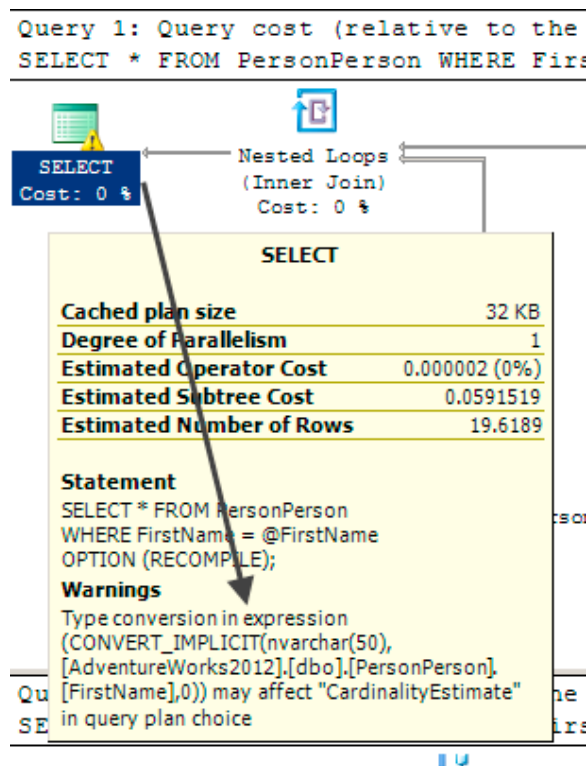 Query 1: Query cost (relative to the
SELECT * FROM PersonPerson WHERE Firs
SELECT
Cost: 0 %
Nested Loops
(Inner Join)
Cost: 0 %
SELECT
Cached plan size 32 KB
Degree of Parallelism 1
Estimated Operator Cost 0.000002 (0%)
Estimated Subtree Cost 0.0591519
Estimated Number of Rows 19.6189
Statement
SELECT * FROM PersonPerson
WHERE FirstName = @FirstName
OPTION (RECOMPILE);
Warnings
Type conversion in expression
(CONVERT_IMPLICIT(nvarchar(50),
[AdventureWorks2012].[dbo].[PersonPerson].
[FirstName],0)) may affect "CardinalityEstimate"
in query plan choice